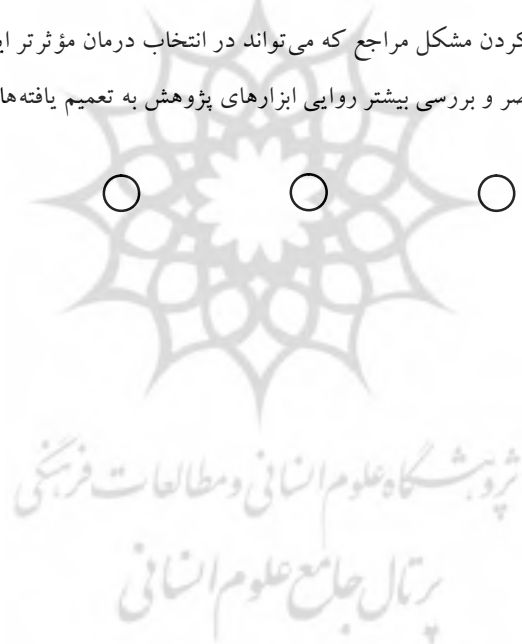 کردن مشکل مراجع که می‌تواند در انتخاب درمان مؤثرتر
صر و بررسی بیشتر روایی ابزارهای پژوهش به تعمیم یافته‌ها
پژوهشگاه علوم انسانی و مطالعات فرهنگی
پرتال جامع علوم انسانی